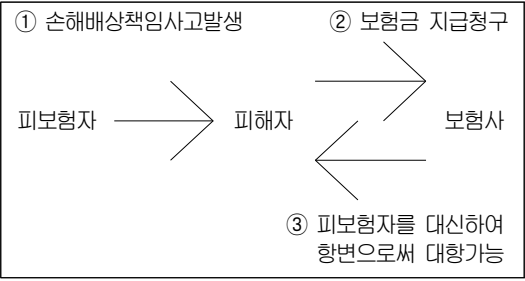 ① 손해배상책임사고발생
② 보험금 지급청구
피보험자
피해자
보험사
③ 피보험자를 대신하여
항변으로써 대항가능